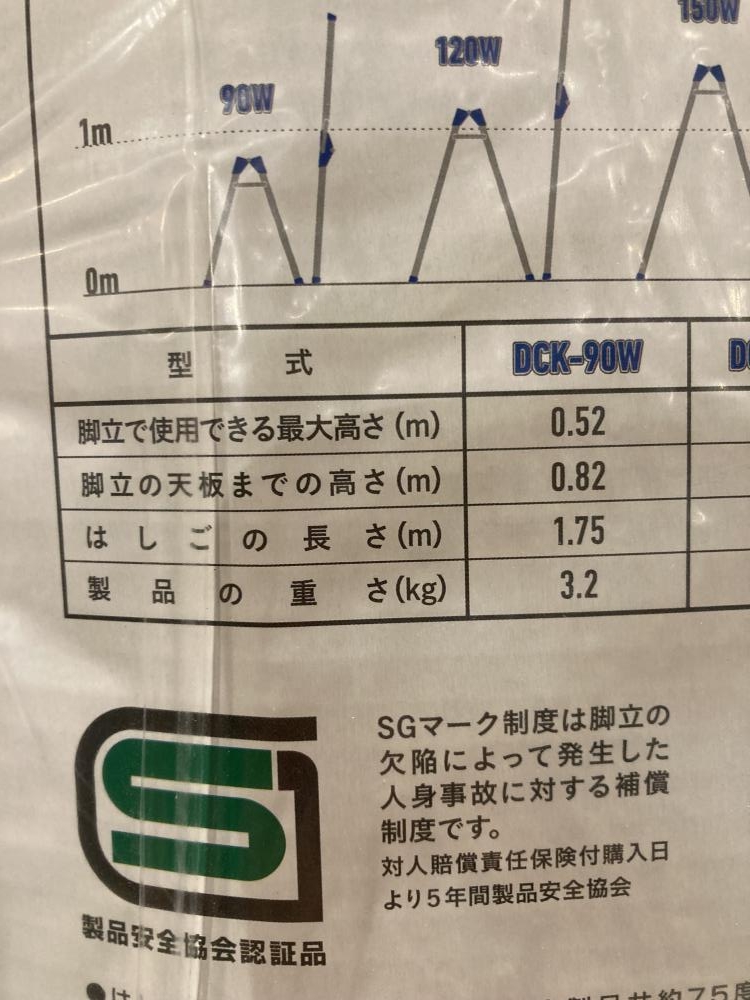 150W
120W
90W
1m
0m
型式 DCK-90W
脚立で使用できる最大高さ(m) 0.52
脚立の天板までの高さ(m) 0.82
はしごの長さ(m) 1.75
製品の重さ(kg) 3.2
SGマーク制度は脚立の
欠陥によって発生した
人身事故に対する補償
制度です。
対人賠償責任保険付購入日
より5年間製品安全協会
製品安全協会認証品